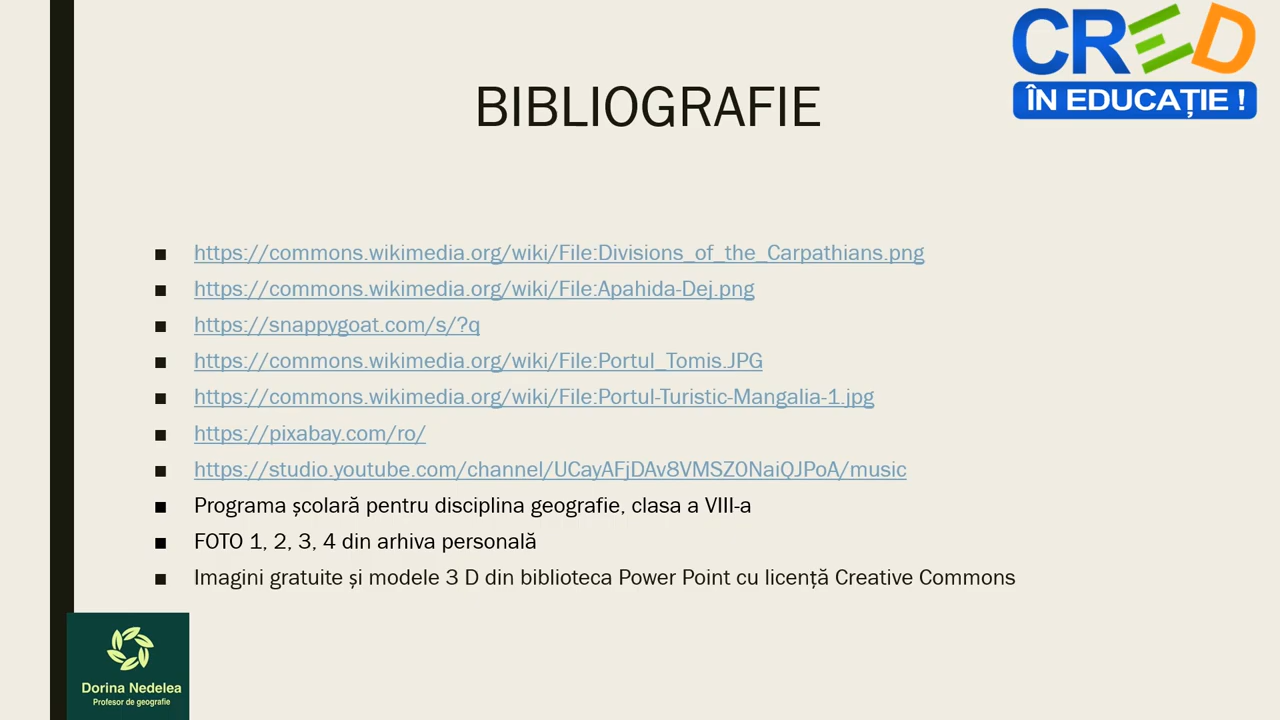 CRED
ÎN EDUCAȚIE !
BIBLIOGRAFIE
https://commons.wikimedia.org/wiki/File:Divisions_of_the_Carpathians.png
https://commons.wikimedia.org/wiki/File:Apahida-Dej.png
https://snappygoat.com/s/?q
https://commons.wikimedia.org/wiki/File:Portul_Tomis.JPG
https://commons.wikimedia.org/wiki/File:Portul-Turistic-Mangalia-1.jpg
https://pixabay.com/ro/
https://studio.youtube.com/channel/UCayAFjDAv8VMSZ0NaiQJPoA/music
Programa școlară pentru disciplina geografie, clasa a VIII-a
FOTO 1, 2, 3, 4 din arhiva personală
Imagini gratuite și modele 3 D din biblioteca Power Point cu licență Creative Commons
Dorina Nedelea
Profesor de geografie